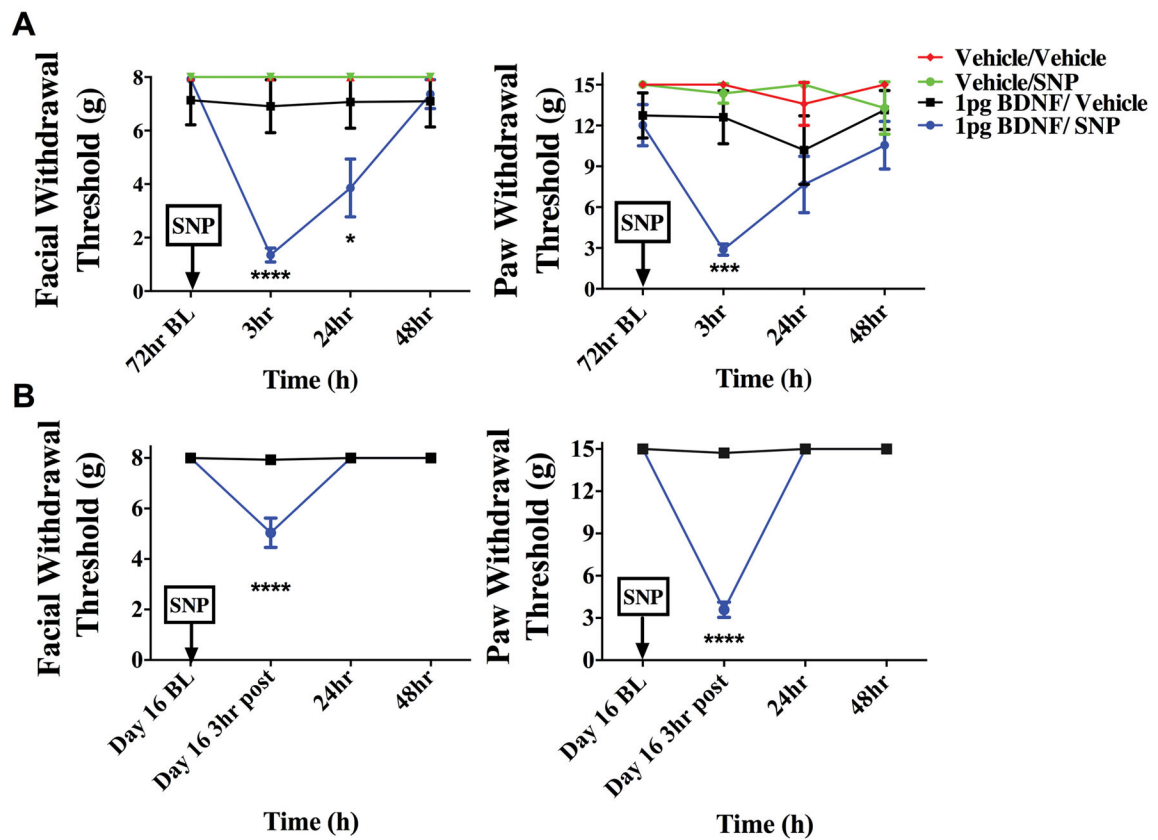 A
Facial Withdrawal
Threshold (g)
8
6
4
2
0
SNP
****
*
72hr BL
3hr
24hr
48hr
Time (h)
Paw Withdrawal
Threshold (g)
15
12
9
6
3
0
SNP
***
72hr BL
3hr
24hr
48hr
Time (h)
Vehicle/Vehicle
Vehicle/SNP
1pg BDNF/ Vehicle
1pg BDNF/ SNP
B
Facial Withdrawal
Threshold (g)
8
6
4
2
0
SNP
****
Day 16 BL
Day 16 3hr post
24hr
48hr
Time (h)
Paw Withdrawal
Threshold (g)
15
12
9
6
3
0
SNP
****
Day 16 BL
Day 16 3hr post
24hr
48hr
Time (h)